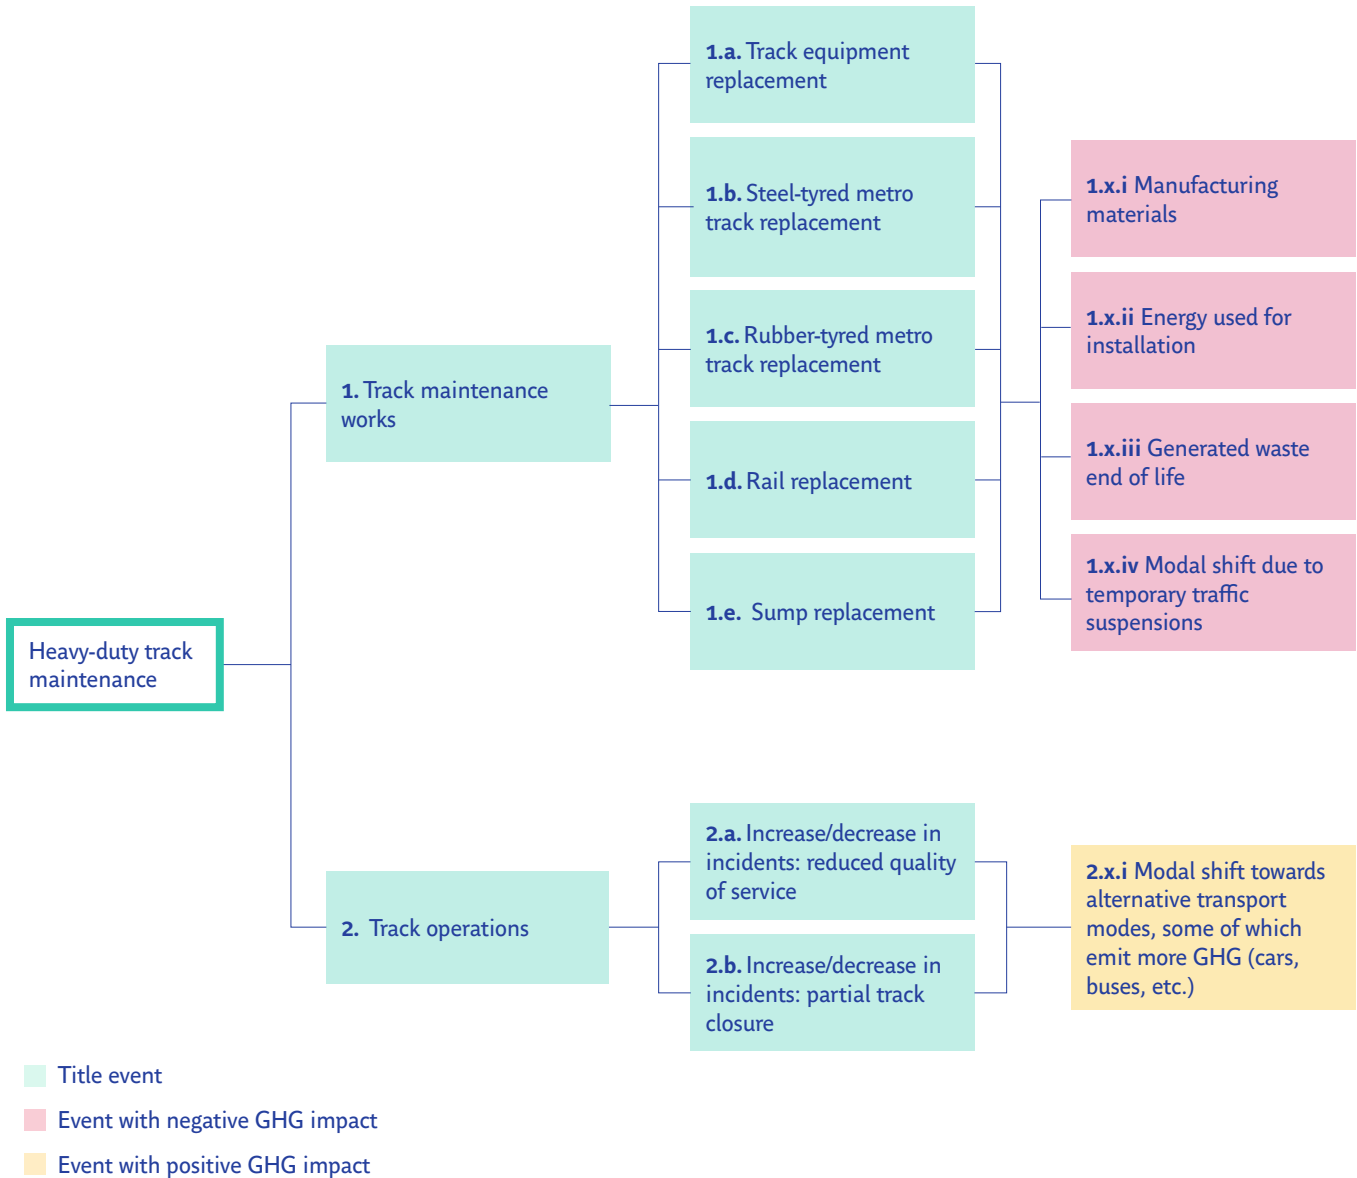 1.a. Track equipment
replacement
1.b. Steel-tyred metro
track replacement
1.c. Rubber-tyred metro
track replacement
1.d. Rail replacement
1.e. Sump replacement
1.x.i Manufacturing
materials
1.x.ii Energy used for
installation
1.x.iii Generated waste
end of life
1.x.iv Modal shift due to
temporary traffic
suspensions
1. Track maintenance
works
Heavy-duty track
maintenance
2. Track operations
2.a. Increase/decrease in
incidents: reduced quality
of service
2.b. Increase/decrease in
incidents: partial track
closure
2.x.i Modal shift towards
alternative transport
modes, some of which
emit more GHG (cars,
buses, etc.)
Title event
Event with negative GHG impact
Event with positive GHG impact